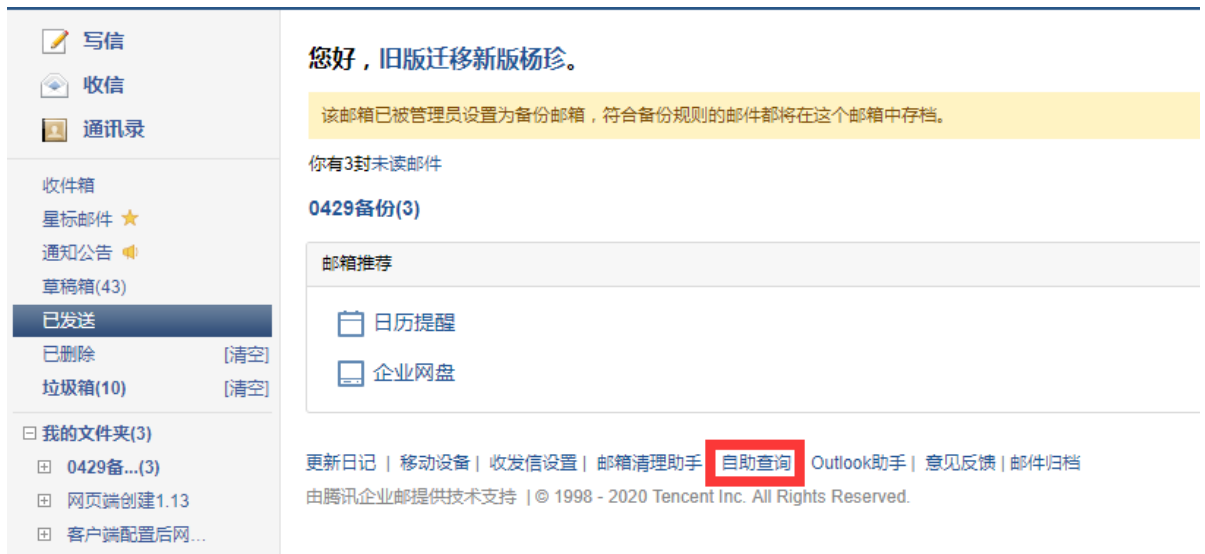 写信
收信
通讯录
收件箱
星标邮件
通知公告
草稿箱(43)
已发送
已删除 [清空]
垃圾箱(10) [清空]
我的文件夹(3)
0429备...(3)
网页端创建1.13
客户端配置后网...
您好，旧版迁移新版杨珍。
该邮箱已被管理员设置为备份邮箱，符合备份规则的邮件都将在这个邮箱中存档。
你有3封未读邮件
0429备份(3)
邮箱推荐
日历提醒
企业网盘
更新日记 | 移动设备 | 收发信设置 | 邮箱清理助手 自助查询 Outlook助手 | 意见反馈 | 邮件归档
由腾讯企业邮提供技术支持 | © 1998 - 2020 Tencent Inc. All Rights Reserved.